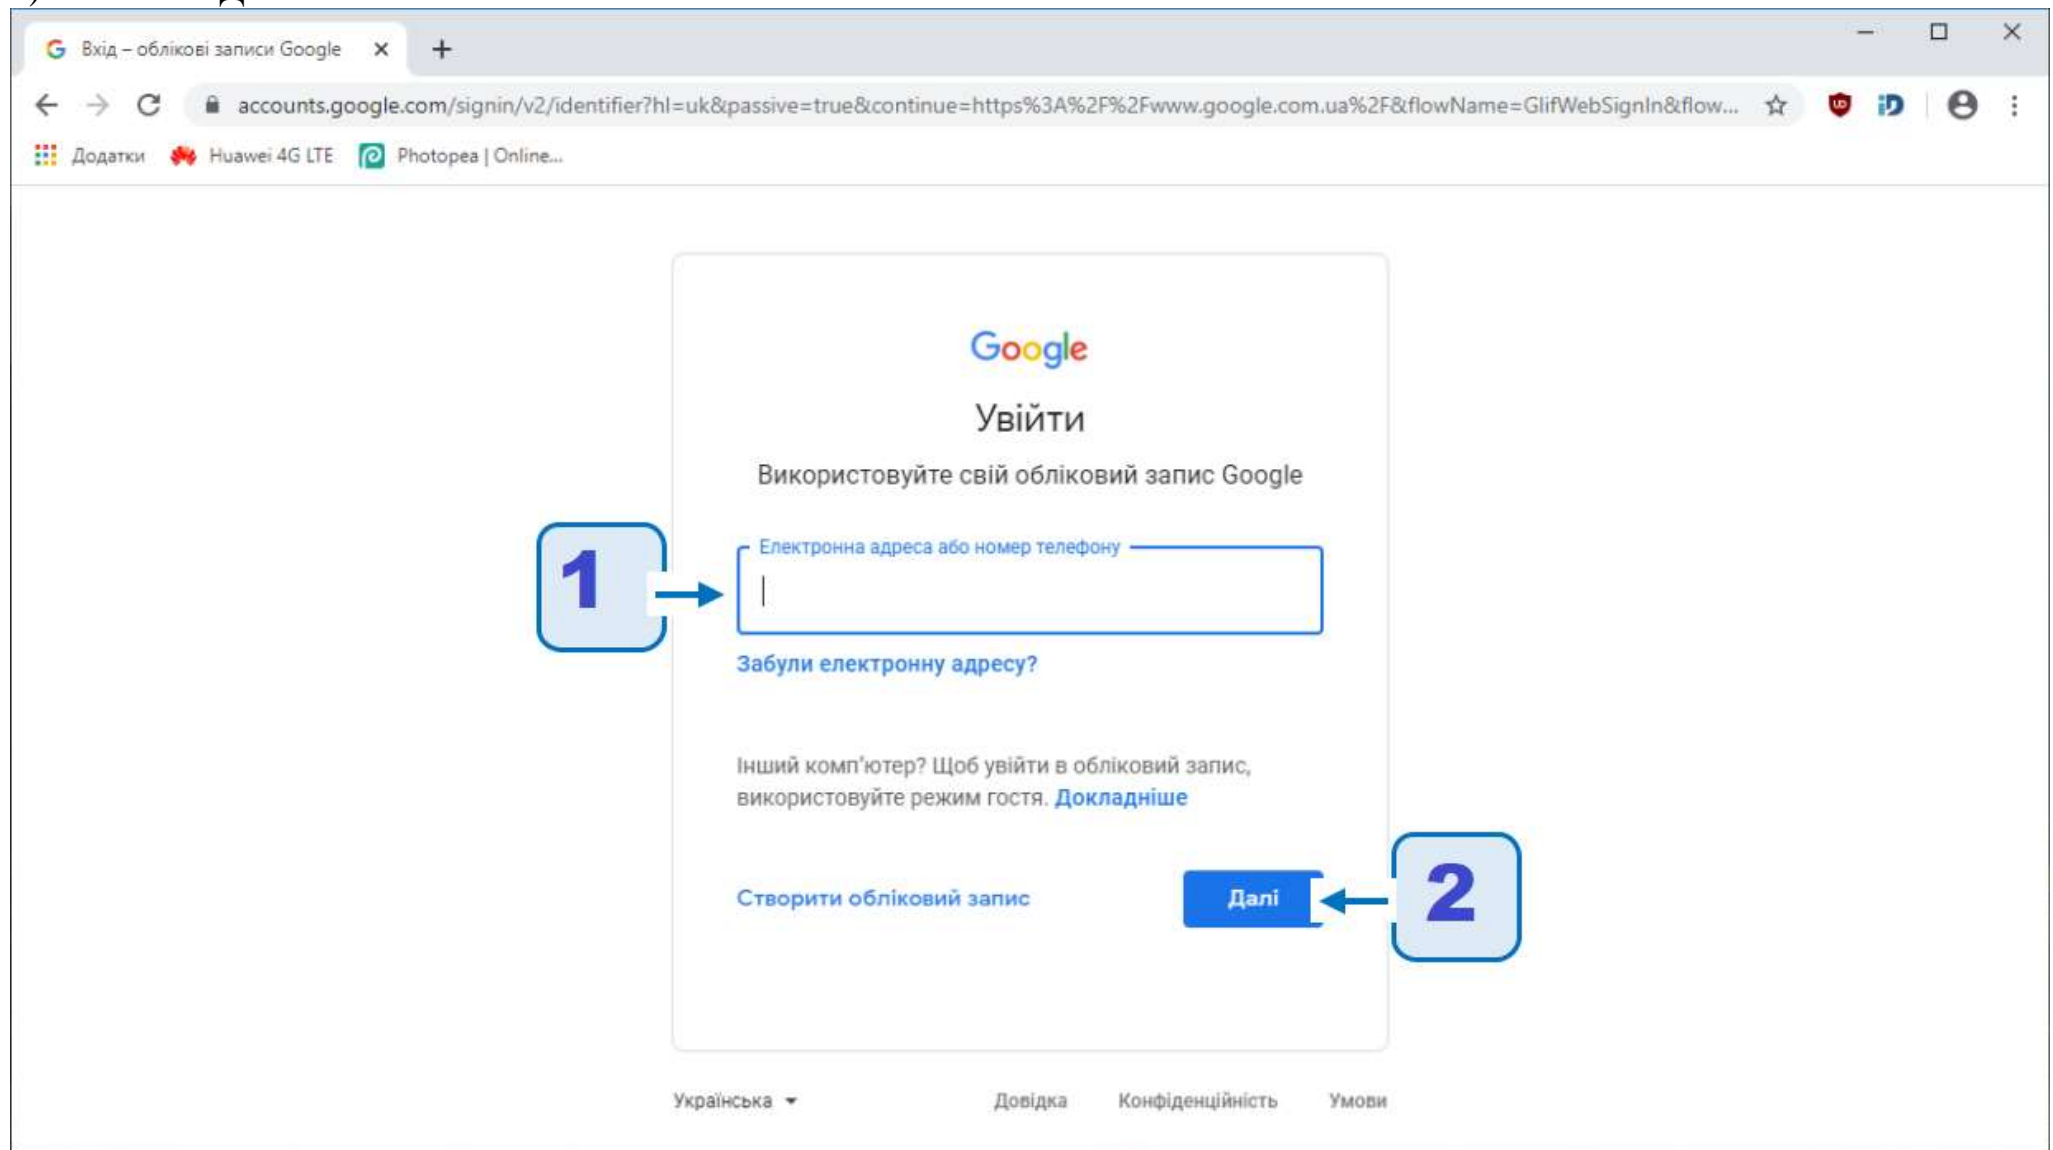 Вхід – облікові записи Google
accounts.google.com/signin/v2/identifier?hl=uk&passive=true&continue=https%3A%2F%2Fwww.google.com.ua%2F&flowName=GlifWebSignIn&flow...
Додатки Huawei 4G LTE Photopea | Online...
Google
Увійти
Використовуйте свій обліковий запис Google
Електронна адреса або номер телефону
1
Забули електронну адресу?
Інший комп'ютер? Щоб увійти в обліковий запис,
використовуйте режим гостя. Докладніше
Створити обліковий запис Далі 2
Українська Довідка Конфіденційність Умови